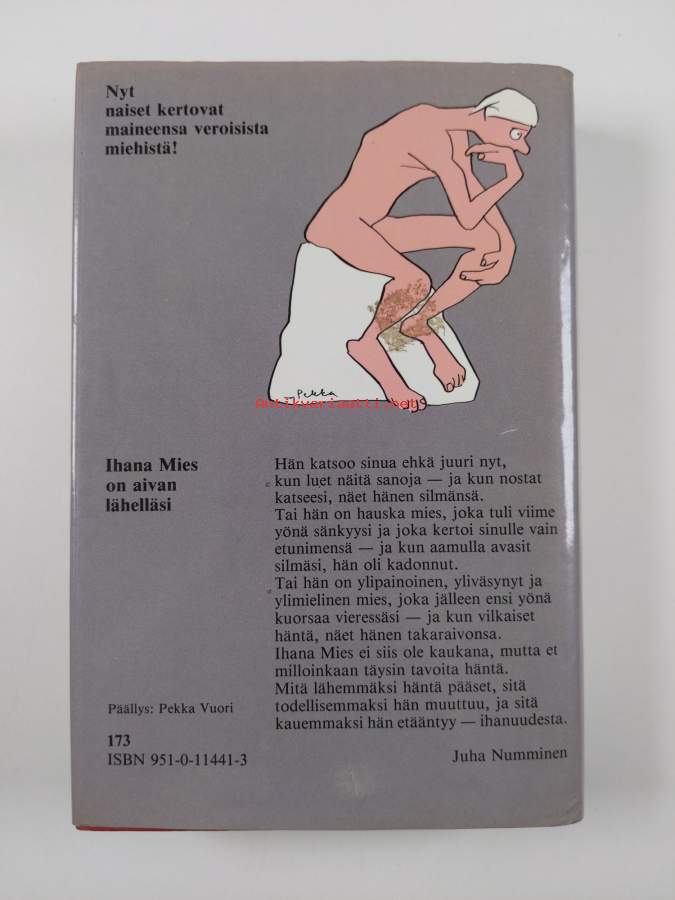 Nyt
naiset kertovat
maineensa veroisista
miehistä!
Pekka
Antikvariaatti.net
Ihana Mies
on aivan
lähelläsi
Hän katsoo sinua ehkä juuri nyt,
kun luet näitä sanoja — ja kun nostat
katseesi, näet hänen silmänsä.
Tai hän on hauska mies, joka tuli viime
yönä sänkyysi ja joka kertoi sinulle vain
etunimensä — ja kun aamulla avasit
silmäsi, hän oli kadonnut.
Tai hän on ylipainoinen, yliväsynyt ja
ylimielinen mies, joka jälleen ensi yönä
kuorsaa vieressäsi — ja kun vilkaiset
häntä, näet hänen takaraivonsa.
Ihana Mies ei siis ole kaukana, mutta et
milloinkaan täysin tavoita häntä.
Mitä lähemmäksi häntä pääset, sitä
todellisemmaksi hän muuttuu, ja sitä
kauemmaksi hän etääntyy — ihanuudesta.
Juha Numminen
Päällys: Pekka Vuori
173
ISBN 951-0-11441-3